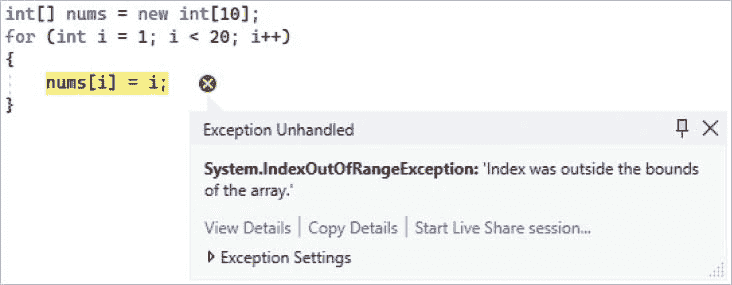 int[] nums = new int[10];
for (int i = 1; i < 20; i++)
{
nums[i] = i;
}
Exception Unhandled
System.IndexOutOfRangeException: 'Index was outside the bounds
of the array.'
View Details | Copy Details | Start Live Share session...
Exception Settings